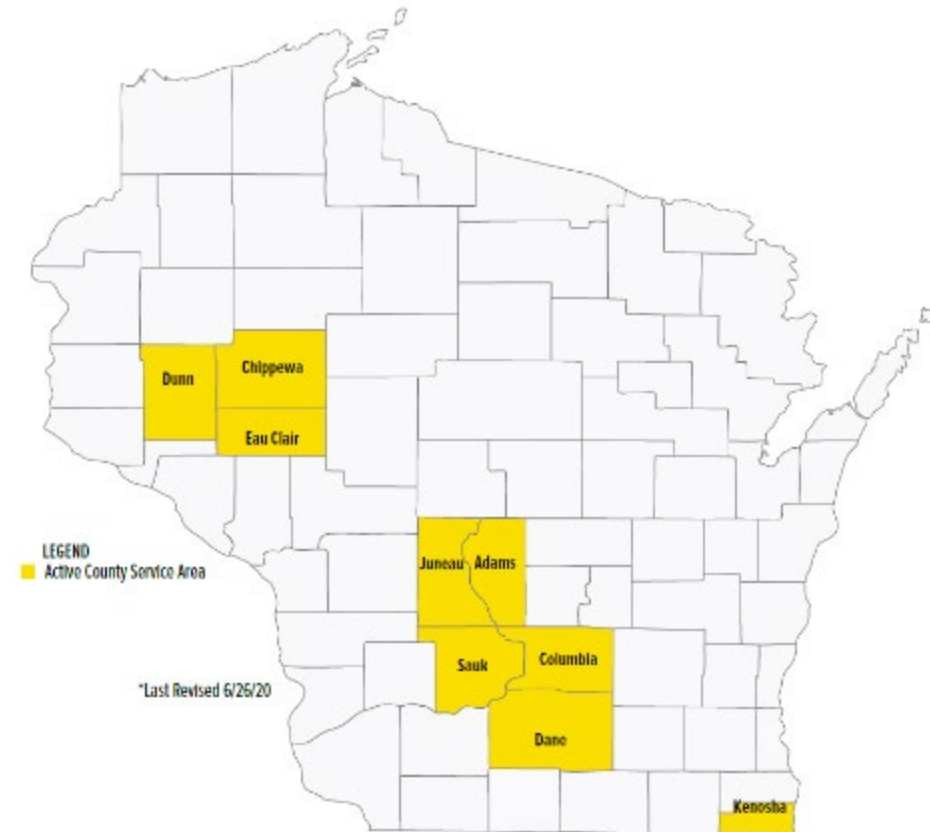 Chippewa
Dunn
Eau Clair
LEGEND
Active County Service Area
Juneau
Adams
Sauk
Columbia
*Last Revised 6/26/20
Dane
Kenosha